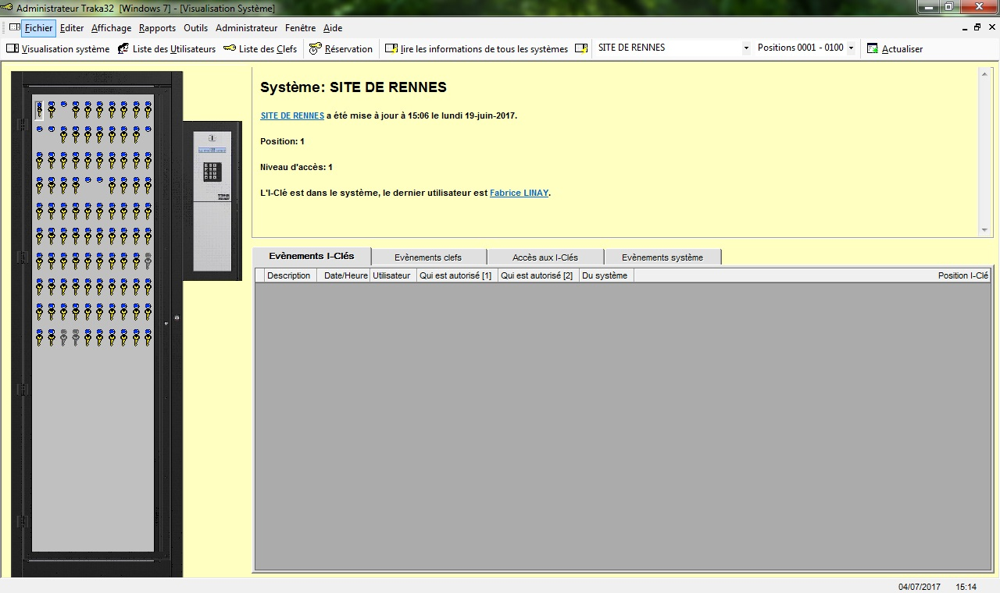 Administrateur Traka32 [Windows 7] - [Visualisation Système]
Fichier Editer Affichage Rapports Outils Administrateur Fenêtre Aide
Visualisation système Liste des Utilisateurs Liste des Clefs Réservation lire les informations de tous les systèmes SITE DE RENNES Positions 0001 - 0100 Actualiser
Système: SITE DE RENNES
SITE DE RENNES a été mise à jour à 15:06 le lundi 19-juin-2017.
Position: 1
Niveau d'accès: 1
L'I-Clé est dans le système, le dernier utilisateur est Fabrice LINAY.
Evènements I-Clés Evènements clefs Accès aux I-Clés Evènements système
Description Date/Heure Utilisateur Qui est autorisé [1] Qui est autorisé [2] Du système Position I-Clé
04/07/2017 15:14